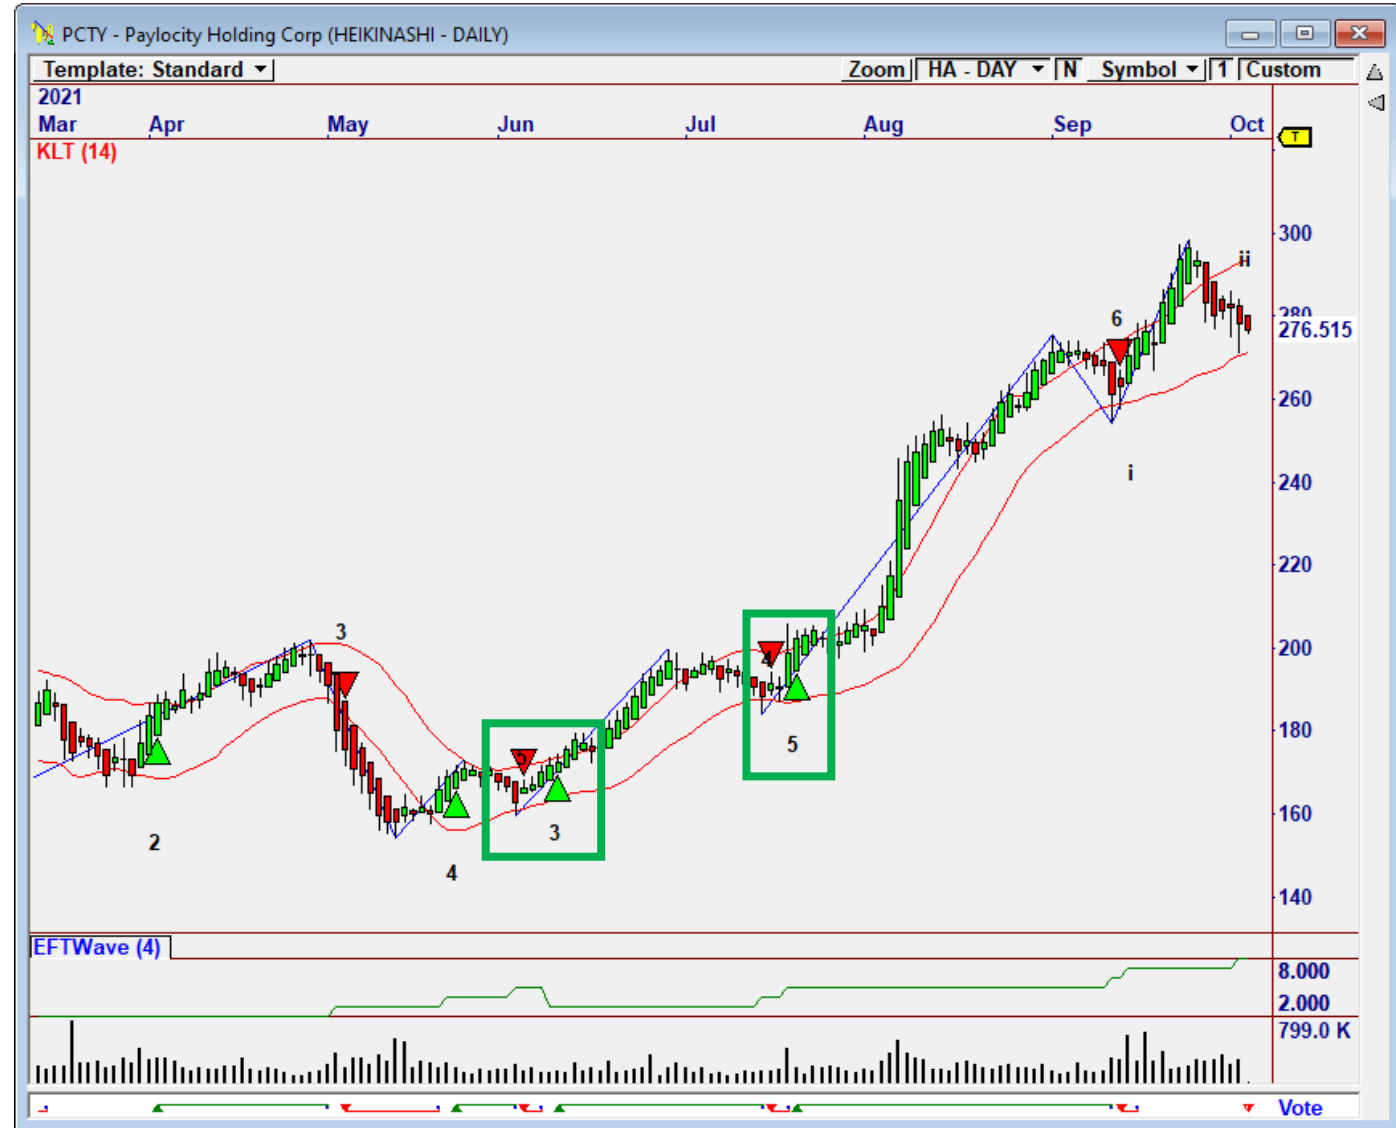 PCTY - Paylocity Holding Corp (HEIKINASHI - DAILY)
Template: Standard Zoom HA - DAY N Symbol 1 Custom
2021
Mar Apr May Jun Jul Aug Sep Oct
T
KLT (14)
300
ii
280
6
276.515
260
i
240
220
3
200
4
180
5
5
160
3
2
4
140
EFTWave (4)
8.000
2.000
799.0 K
Vote